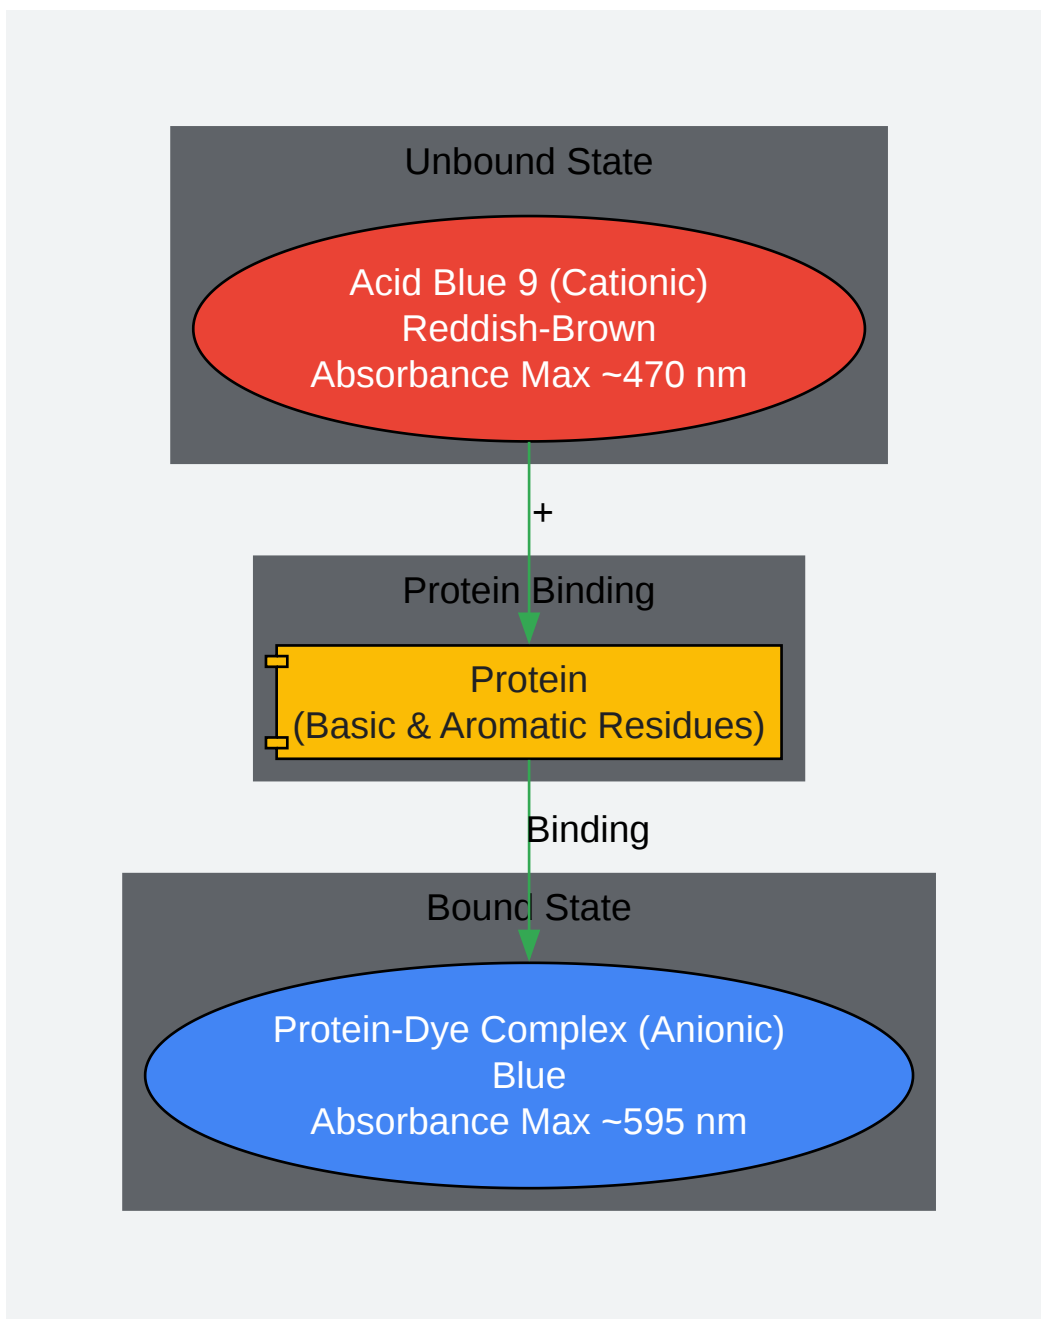 Unbound State
Acid Blue 9 (Cationic)
Reddish-Brown
Absorbance Max ~470 nm
+
Protein Binding
Protein
(Basic & Aromatic Residues)
Binding
Bound State
Protein-Dye Complex (Anionic)
Blue
Absorbance Max ~595 nm